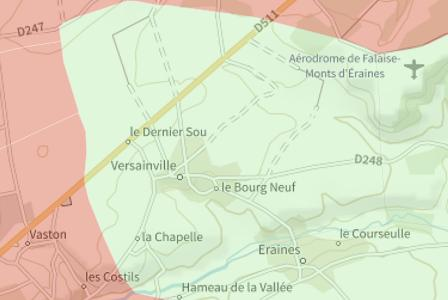 D247
D511
Aérodrome de Falaise-
Monts d'Éraines
le Dernier Sou
Versainville
D248
le Bourg Neuf
Vaston
la Chapelle
le Courseulle
Eraines
les Costils
Hameau de la Vallée